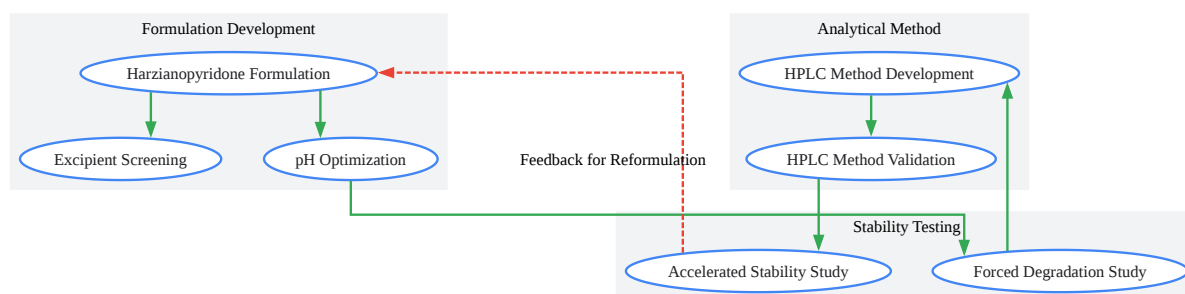 Formulation Development
Analytical Method
Harzianopyridone Formulation
HPLC Method Development
Excipient Screening
pH Optimization
Feedback for Reformulation
HPLC Method Validation
Stability Testing
Accelerated Stability Study
Forced Degradation Study